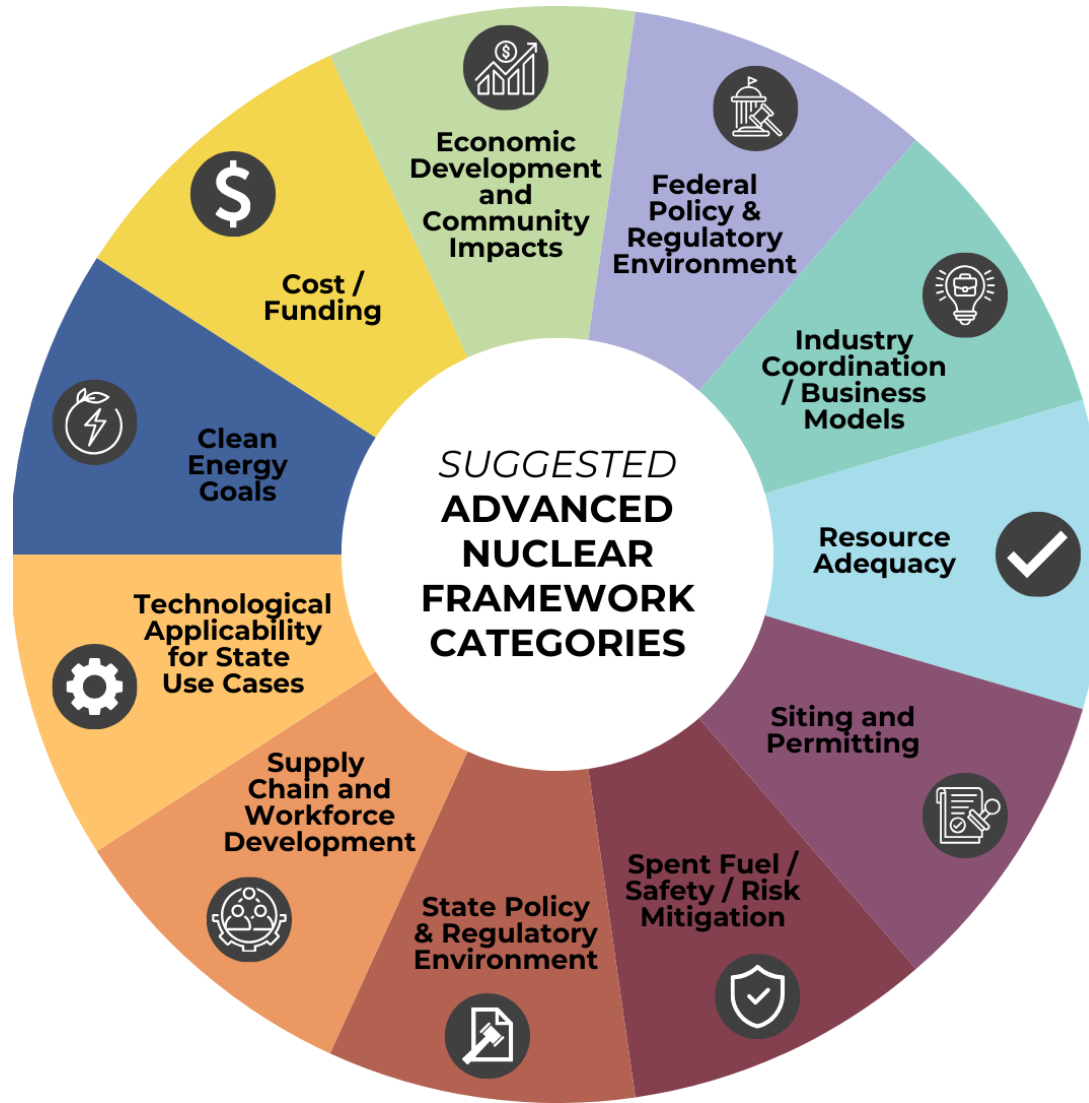 SUGGESTED
ADVANCED
NUCLEAR
FRAMEWORK
CATEGORIES
Economic
Development
and
Community
Impacts
Federal
Policy &
Regulatory
Environment
Industry
Coordination
/ Business
Models
Resource
Adequacy
Siting and
Permitting
Spent Fuel /
Safety / Risk
Mitigation
State Policy
& Regulatory
Environment
Supply
Chain and
Workforce
Development
Technological
Applicability
for State
Use Cases
Clean
Energy
Goals
Cost /
Funding
$
$